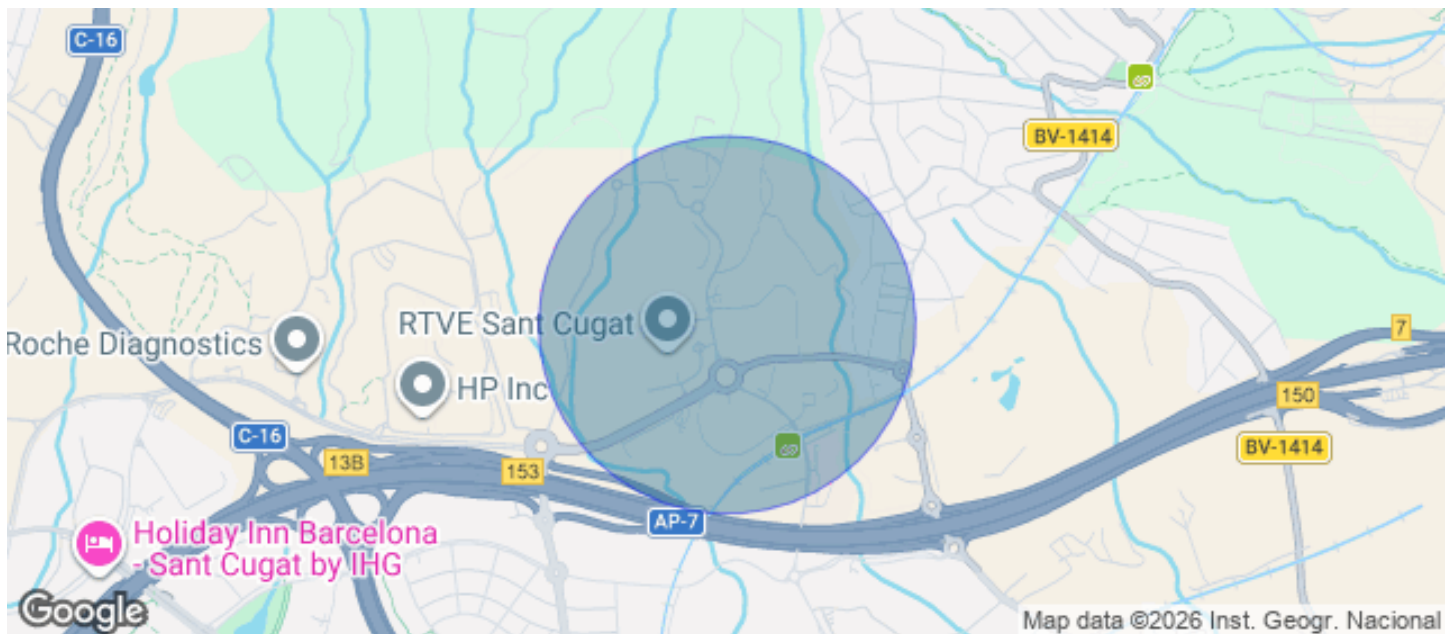 C-16
BV-1414
RTVE Sant Cugat
Roche Diagnostics
HP Inc
7
150
C-16
13B
153
BV-1414
AP-7
Holiday Inn Barcelona
- Sant Cugat by IHG
Google
Map data ©2026 Inst. Geogr. Nacional